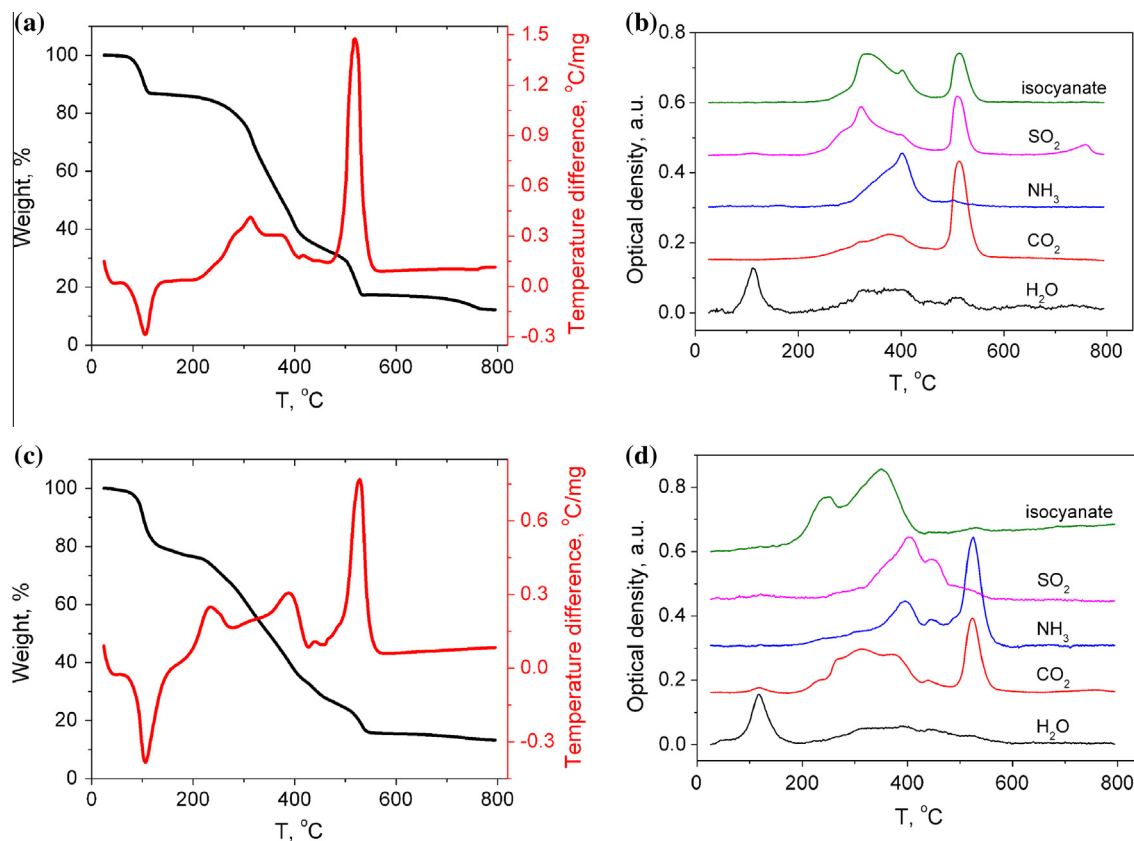 (a)
100
80
60
40
20
0
Weight, %
0 200 400 600 800
T, °C
1.5
1.2
0.9
0.6
0.3
0.0
-0.3
Temperature difference, °C/mg
(b)
0.8
0.6
0.4
0.2
0.0
Optical density, a.u.
isocyanate
SO₂
NH₃
CO₂
H₂O
0 200 400 600 800
T, °C
(c)
100
80
60
40
20
0
Weight, %
0 200 400 600 800
T, °C
0.6
0.3
0.0
-0.3
Temperature difference, °C/mg
(d)
0.8
0.6
0.4
0.2
0.0
Optical density, a.u.
isocyanate
SO₂
NH₃
CO₂
H₂O
0 200 400 600 800
T, °C